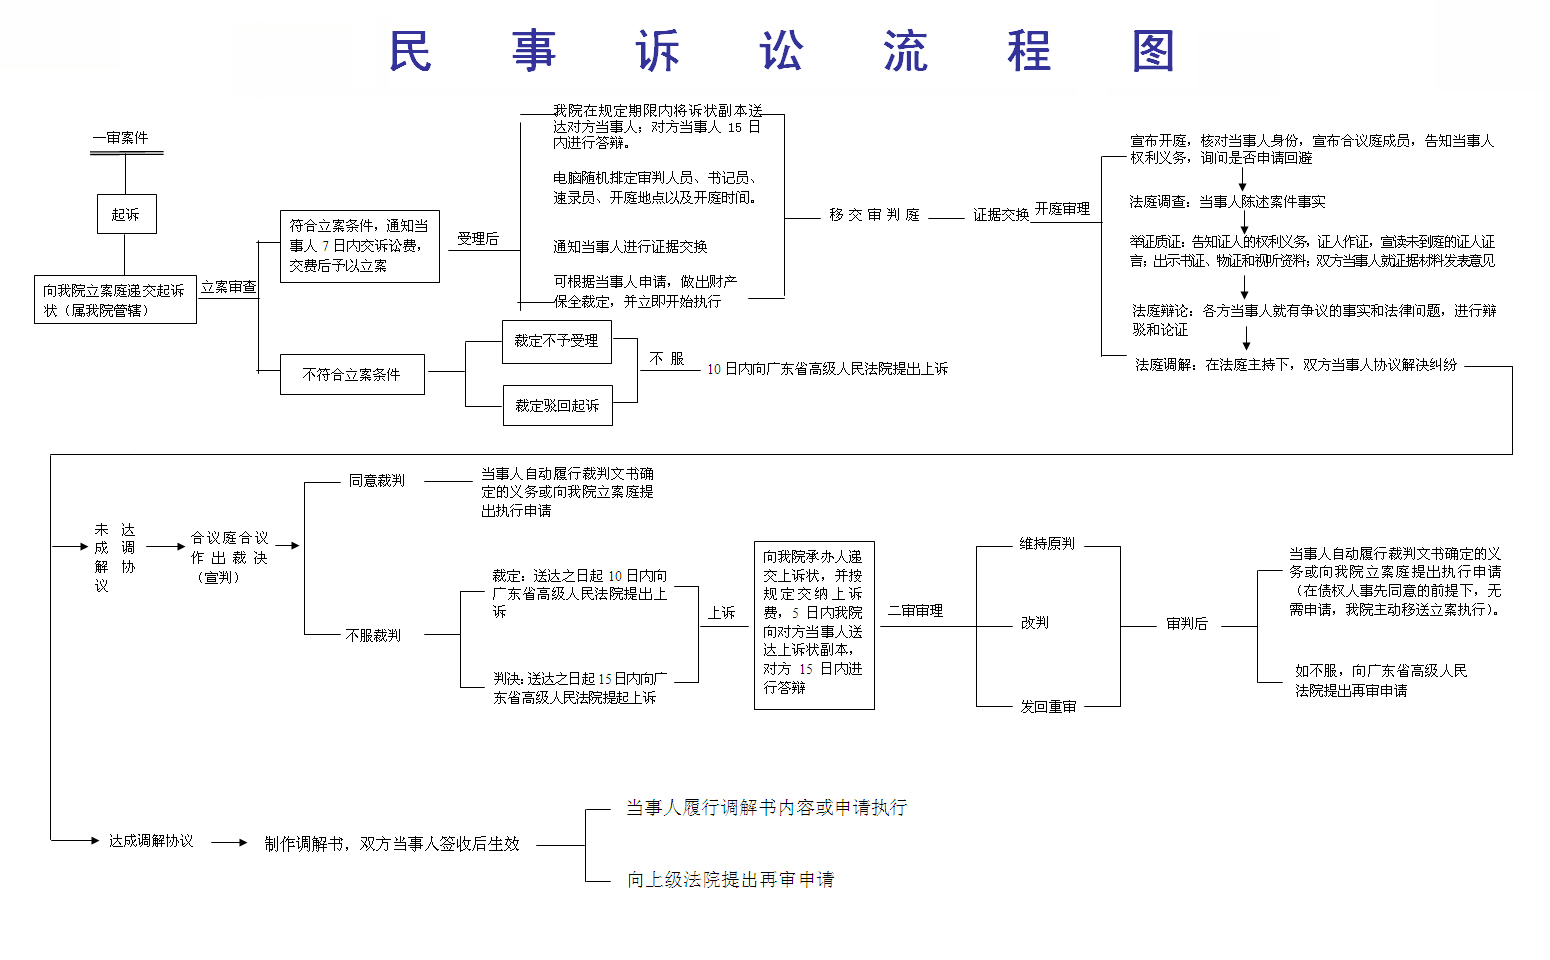 民事诉讼流程图
一审案件
起诉
向我院立案庭递交起诉
状（属我院管辖）
立案审查
符合立案条件，通知当
事人 7 日内交诉讼费，
交费后予以立案
不符合立案条件
受理后
我院在规定期限内将诉状副本送
达对方当事人；对方当事人 15 日
内进行答辩。
电脑随机排定审判人员、书记员、
速录员、开庭地点以及开庭时间。
通知当事人进行证据交换
可根据当事人申请，做出财产
保全裁定，并立即开始执行
裁定不予受理
裁定驳回起诉
不 服
10 日内向广东省高级人民法院提出上诉
移交审判庭
证据交换
开庭审理
宣布开庭，核对当事人身份，宣布合议庭成员，告知当事人
权利义务，询问是否申请回避
法庭调查：当事人陈述案件事实
举证质证：告知证人的权利义务，证人作证，宣读未到庭的证人证
言；出示书证、物证和视听资料；双方当事人就证据材料发表意见
法庭辩论：各方当事人就有争议的事实和法律问题，进行辩
驳和论证
法庭调解：在法庭主持下，双方当事人协议解决纠纷
未 达
成 调
解 协
议
合议庭合议
作出裁决
（宣判）
同意裁判
当事人自动履行裁判文书确
定的义务或向我院立案庭提
出执行申请
不服裁判
裁定：送达之日起 10 日内向
广东省高级人民法院提出上
诉
判决：送达之日起 15 日内向广
东省高级人民法院提起上诉
上诉
向我院承办人递
交上诉状，并按
规定交纳上诉
费，5 日内我院
向对方当事人送
达上诉状副本，
对方 15 日内进
行答辩
二审审理
维持原判
改判
发回重审
审判后
当事人自动履行裁判文书确定的义
务或向我院立案庭提出执行申请
（在债权人事先同意的前提下，无
需申请，我院主动移送立案执行）。
如不服，向广东省高级人民
法院提出再审申请
达成调解协议
制作调解书，双方当事人签收后生效
当事人履行调解书内容或申请执行
向上级法院提出再审申请